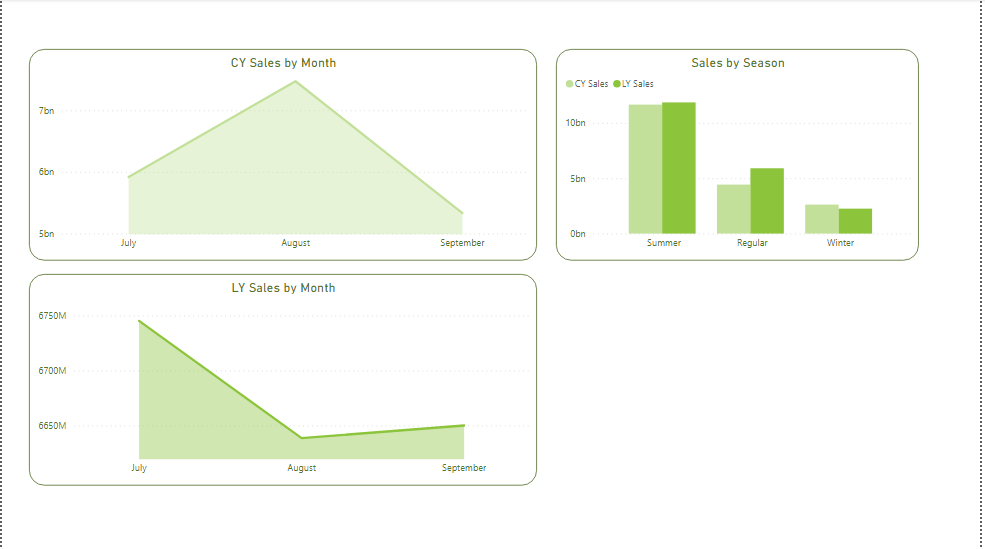 CY Sales by Month
7bn
6bn
5bn
July August September
Sales by Season
CY Sales LY Sales
10bn
5bn
0bn
Summer Regular Winter
LY Sales by Month
6750M
6700M
6650M
July August September